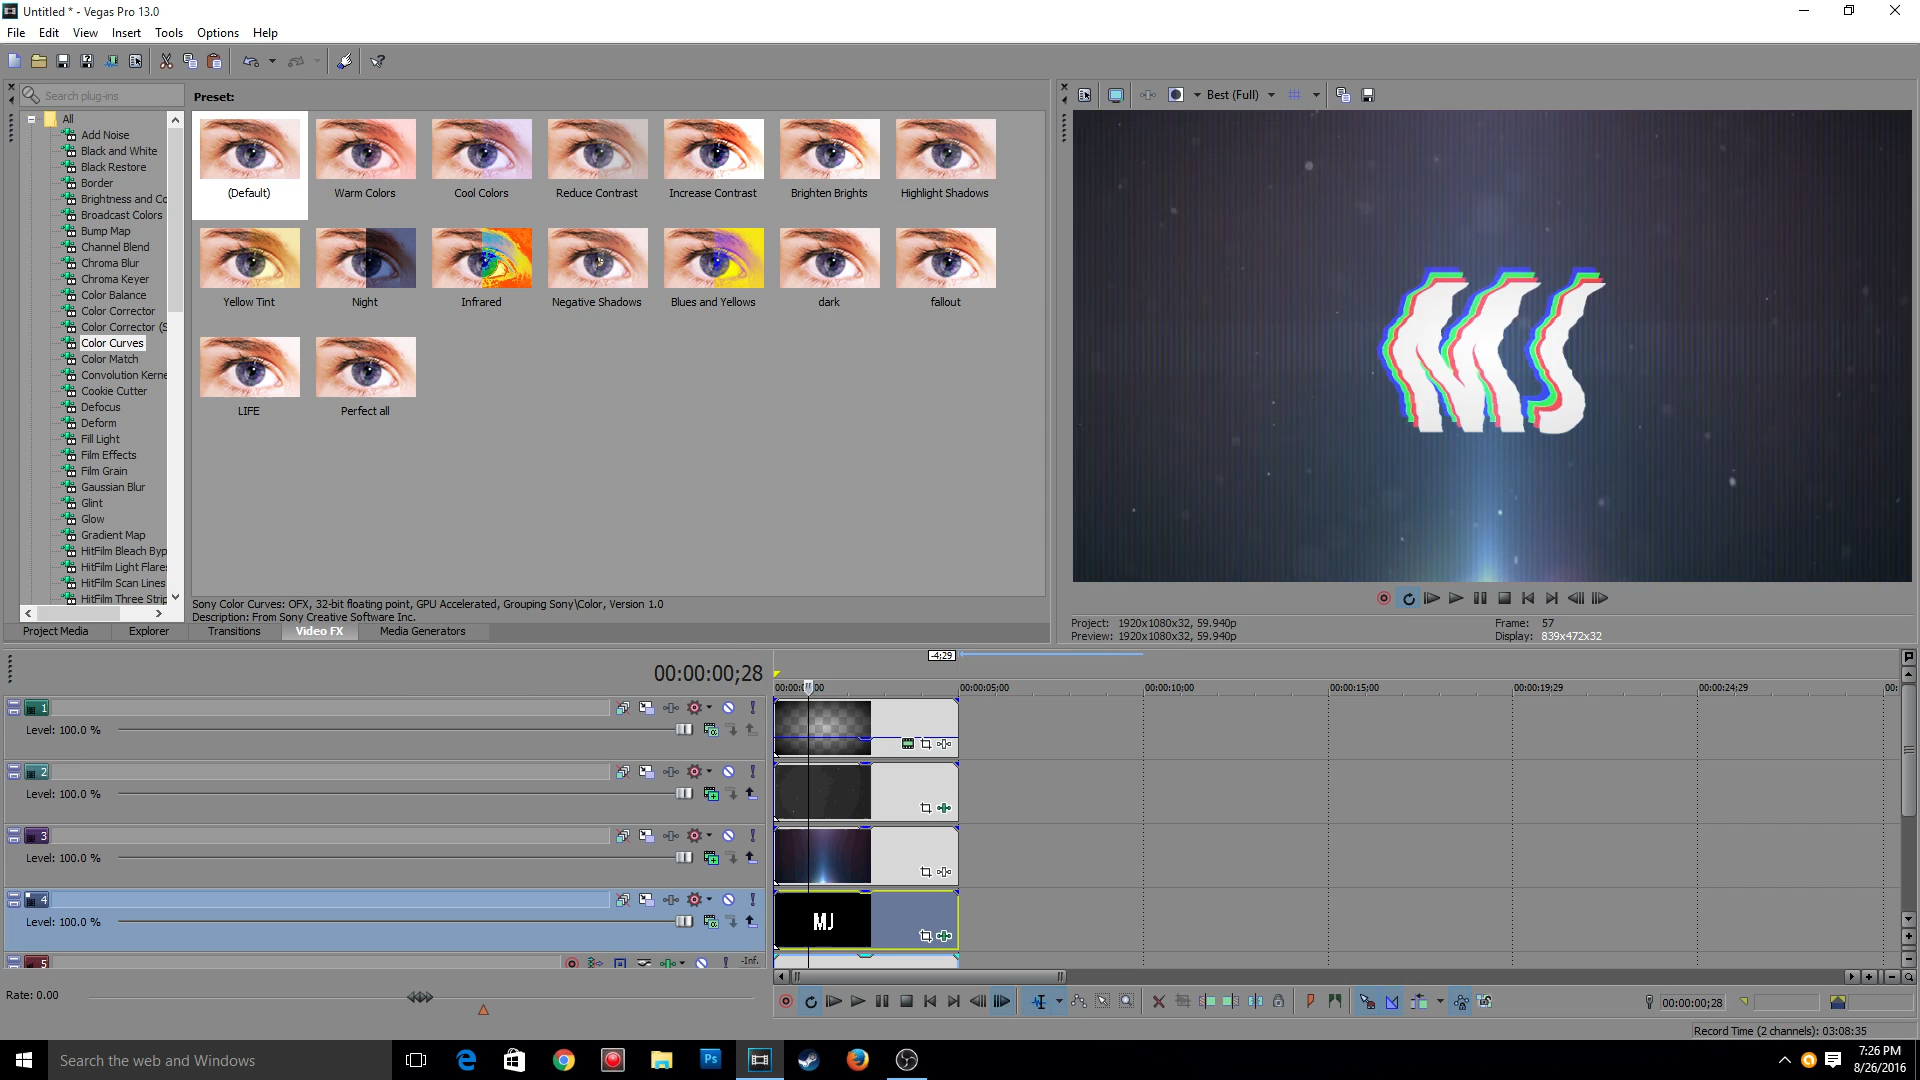 Untitled * - Vegas Pro 13.0
File Edit View Insert Tools Options Help
Search plug-ins
Preset:
All
Add Noise
Black and White
Black Restore
Border
Brightness and Co
Broadcast Colors
Bump Map
Channel Blend
Chroma Blur
Chroma Keyer
Color Balance
Color Corrector
Color Corrector (S
Color Curves
Color Match
Convolution Kerne
Cookie Cutter
Defocus
Deform
Fill Light
Film Effects
Film Grain
Gaussian Blur
Glint
Glow
Gradient Map
HitFilm Bleach Byp
HitFilm Light Flares
HitFilm Scan Lines
HitFilm Three Strip
(Default) Warm Colors Cool Colors Reduce Contrast Increase Contrast Brighten Brights Highlight Shadows
Yellow Tint Night Infrared Negative Shadows Blues and Yellows dark fallout
LIFE Perfect all
Sony Color Curves: OFX, 32-bit floating point, GPU Accelerated, Grouping Sony\Color, Version 1.0
Description: From Sony Creative Software Inc.
Project Media Explorer Transitions Video FX Media Generators
Best (Full)
Project: 1920x1080x32, 59.940p
Preview: 1920x1080x32, 59.940p
Frame: 57
Display: 839x472x32
00:00:00;28
-4:29
00:00:05;00 00:00:10;00 00:00:15;00 00:00:19;29 00:00:24;29 00:
1
Level: 100.0 %
2
Level: 100.0 %
3
Level: 100.0 %
4
Level: 100.0 %
MJ
5
-Inf.
Rate: 0.00
00:00:00;28
Record Time (2 channels): 03:08:35
Search the web and Windows
Ps
7:26 PM
8/26/2016